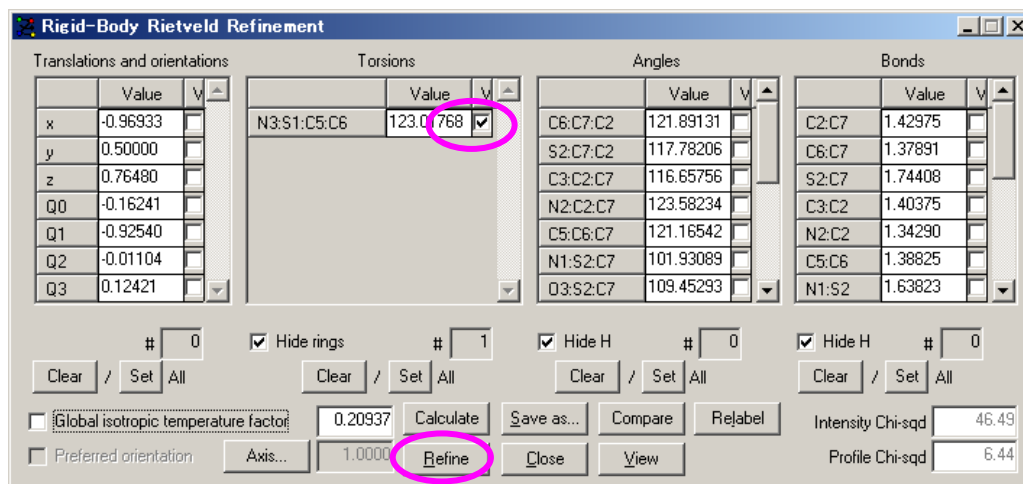 Rigid-Body Rietveld Refinement
Translations and orientations Torsions Angles Bonds
Value V Value V Value V Value V
x -0.96933 N3:S1:C5:C6 123.01768 C6:C7:C2 121.89131 C2:C7 1.42975
y 0.50000 S2:C7:C2 117.78206 C6:C7 1.37891
z 0.76480 C3:C2:C7 116.65756 S2:C7 1.74408
Q0 -0.16241 N2:C2:C7 123.58234 C3:C2 1.40375
Q1 -0.92540 C5:C6:C7 121.16542 N2:C2 1.34290
Q2 -0.01104 N1:S2:C7 101.93089 C5:C6 1.38825
Q3 0.12421 O3:S2:C7 109.45293 N1:S2 1.63823
# 0 Hide rings # 1 Hide H # 0 Hide H # 0
Clear / Set All Clear / Set All Clear / Set All Clear / Set All
Global isotropic temperature factor 0.20937 Calculate Save as... Compare Relabel Intensity Chi-sqd 46.49
Preferred orientation Axis... 1.0000 Refine Close View Profile Chi-sqd 6.44